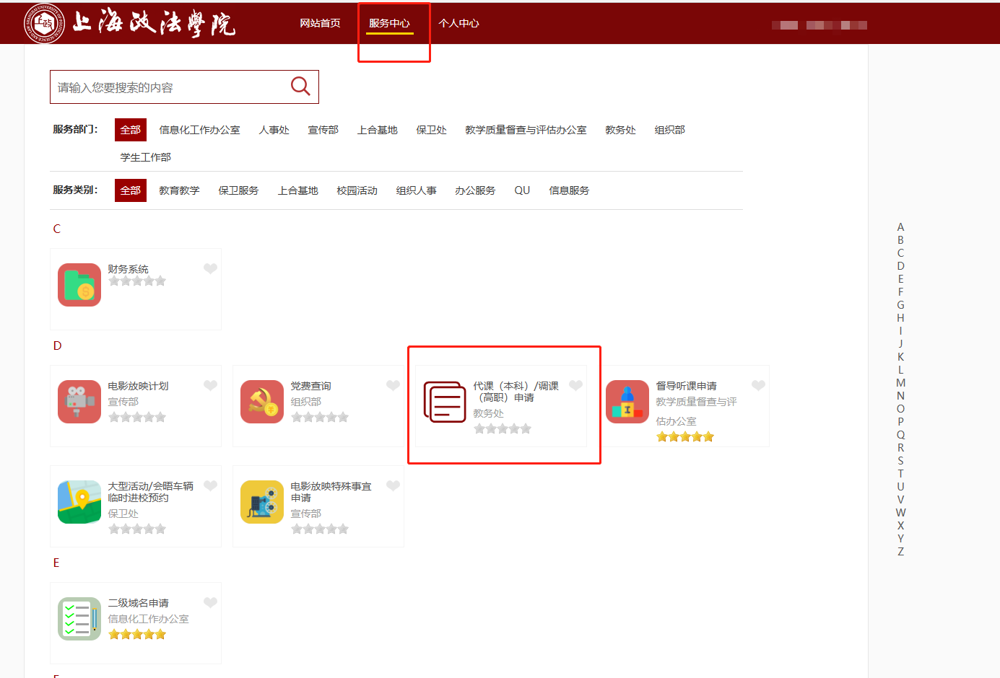 上海政法學院
网站首页 服务中心 个人中心
请输入您要搜索的内容
服务部门： 全部 信息化工作办公室 人事处 宣传部 上合基地 保卫处 教学质量督查与评估办公室 教务处 组织部
学生工作部
服务类别： 全部 教育教学 保卫服务 上合基地 校园活动 组织人事 办公服务 QU 信息服务
C
财务系统
D
电影放映计划
宣传部
党费查询
组织部
代课（本科）/调课
（高职）申请
教务处
督导听课申请
教学质量督查与评
估办公室
大型活动/会晤车辆
临时进校预约
保卫处
电影放映特殊事宜
申请
宣传部
E
二级域名申请
信息化工作办公室
A
B
C
D
E
F
G
H
I
J
K
L
M
N
O
P
Q
R
S
T
U
V
W
X
Y
Z